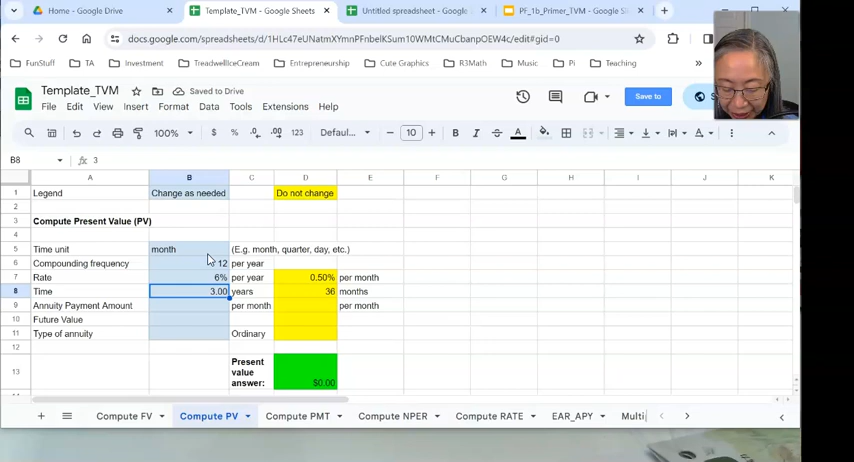 Home - Google Drive
Template_TVM - Google Sheets
Untitled spreadsheet - Google
PF_1b_Primer_TVM - Google Sl
docs.google.com/spreadsheets/d/1HLc47eUNatmXYmnPFnbelKSum10WMtCMuCbanpOEW4c/edit#gid=0
FunStuff TA Investment TreadwellIceCream Entrepreneurship Cute Graphics R3Math Music Pi Teaching
Template_TVM Saved to Drive
File Edit View Insert Format Data Tools Extensions Help
Save to
100% $ % .0 .00 123 Defaul... 10 B I A
B8 fx 3
A B C D E F G H I J K
1 Legend Change as needed Do not change
2
3 Compute Present Value (PV)
4
5 Time unit month (E.g. month, quarter, day, etc.)
6 Compounding frequency 12 per year
7 Rate 6% per year 0.50% per month
8 Time 3.00 years 36 months
9 Annuity Payment Amount per month per month
10 Future Value
11 Type of annuity Ordinary
12
13 Present value answer: $0.00
Compute FV Compute PV Compute PMT Compute NPER Compute RATE EAR_APY Multi